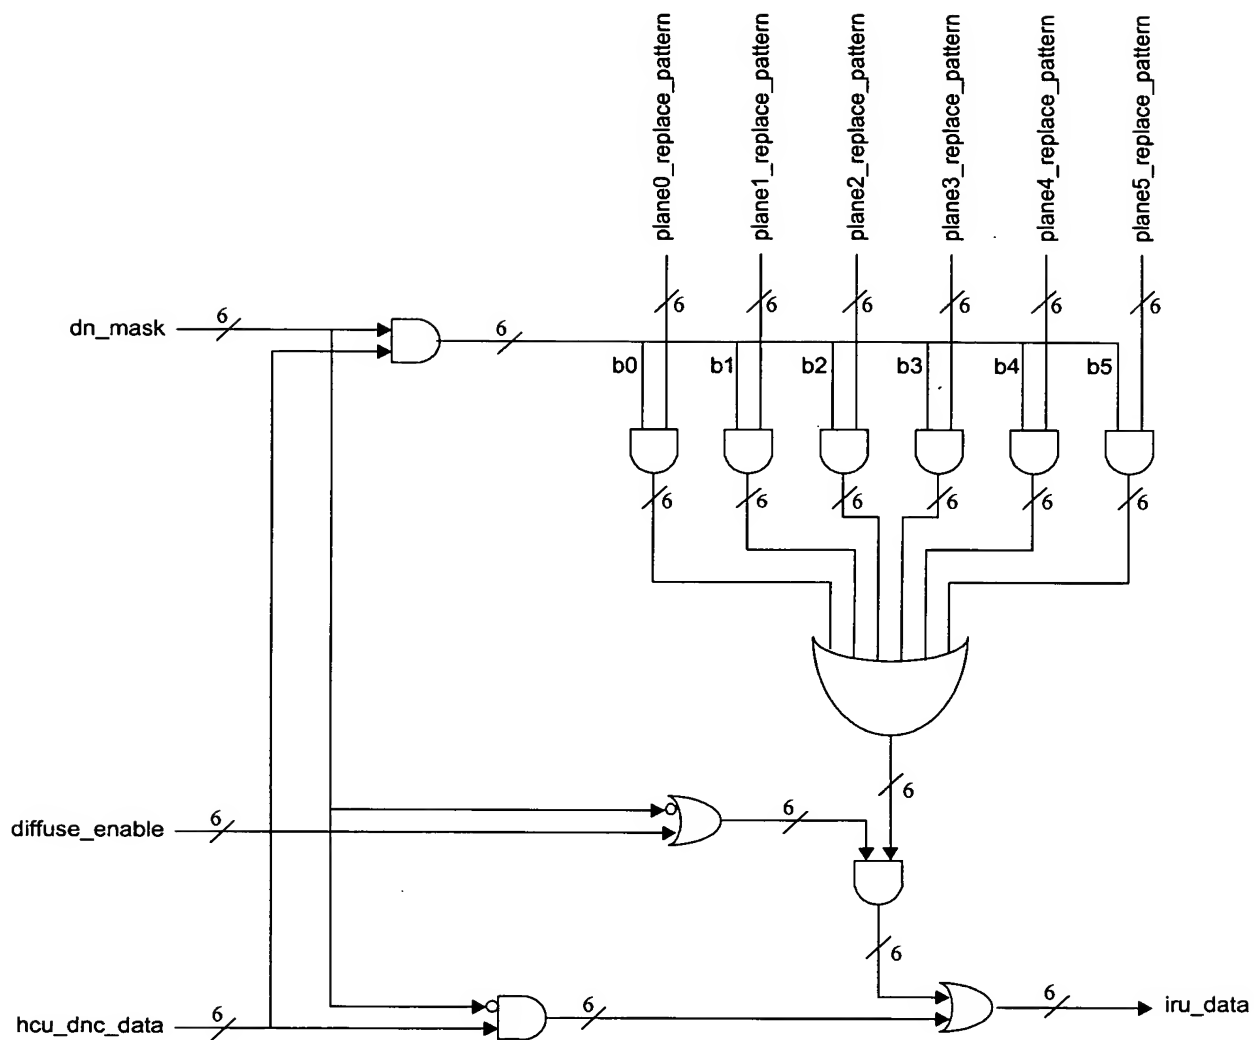 plane0_replace_pattern
plane1_replace_pattern
plane2_replace_pattern
plane3_replace_pattern
plane4_replace_pattern
plane5_replace_pattern
6
6
6
6
6
6
dn_mask
6
6
b0
b1
b2
b3
b4
b5
6
6
6
6
6
6
6
diffuse_enable
6
6
6
hcu_dnc_data
6
6
6
iru_data